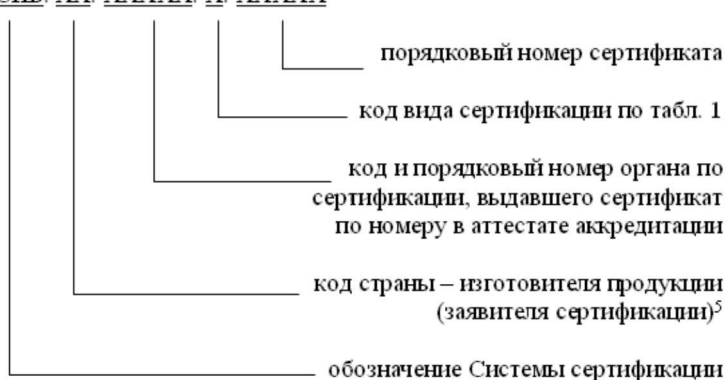 порядковый номер сертификата
код вида сертификации по табл. 1
код и порядковый номер органа по
сертификации, выдавшего сертификат
по номеру в аттестате аккредитации
код страны – изготовителя продукции
(заявителя сертификации)⁵
обозначение Системы сертификации